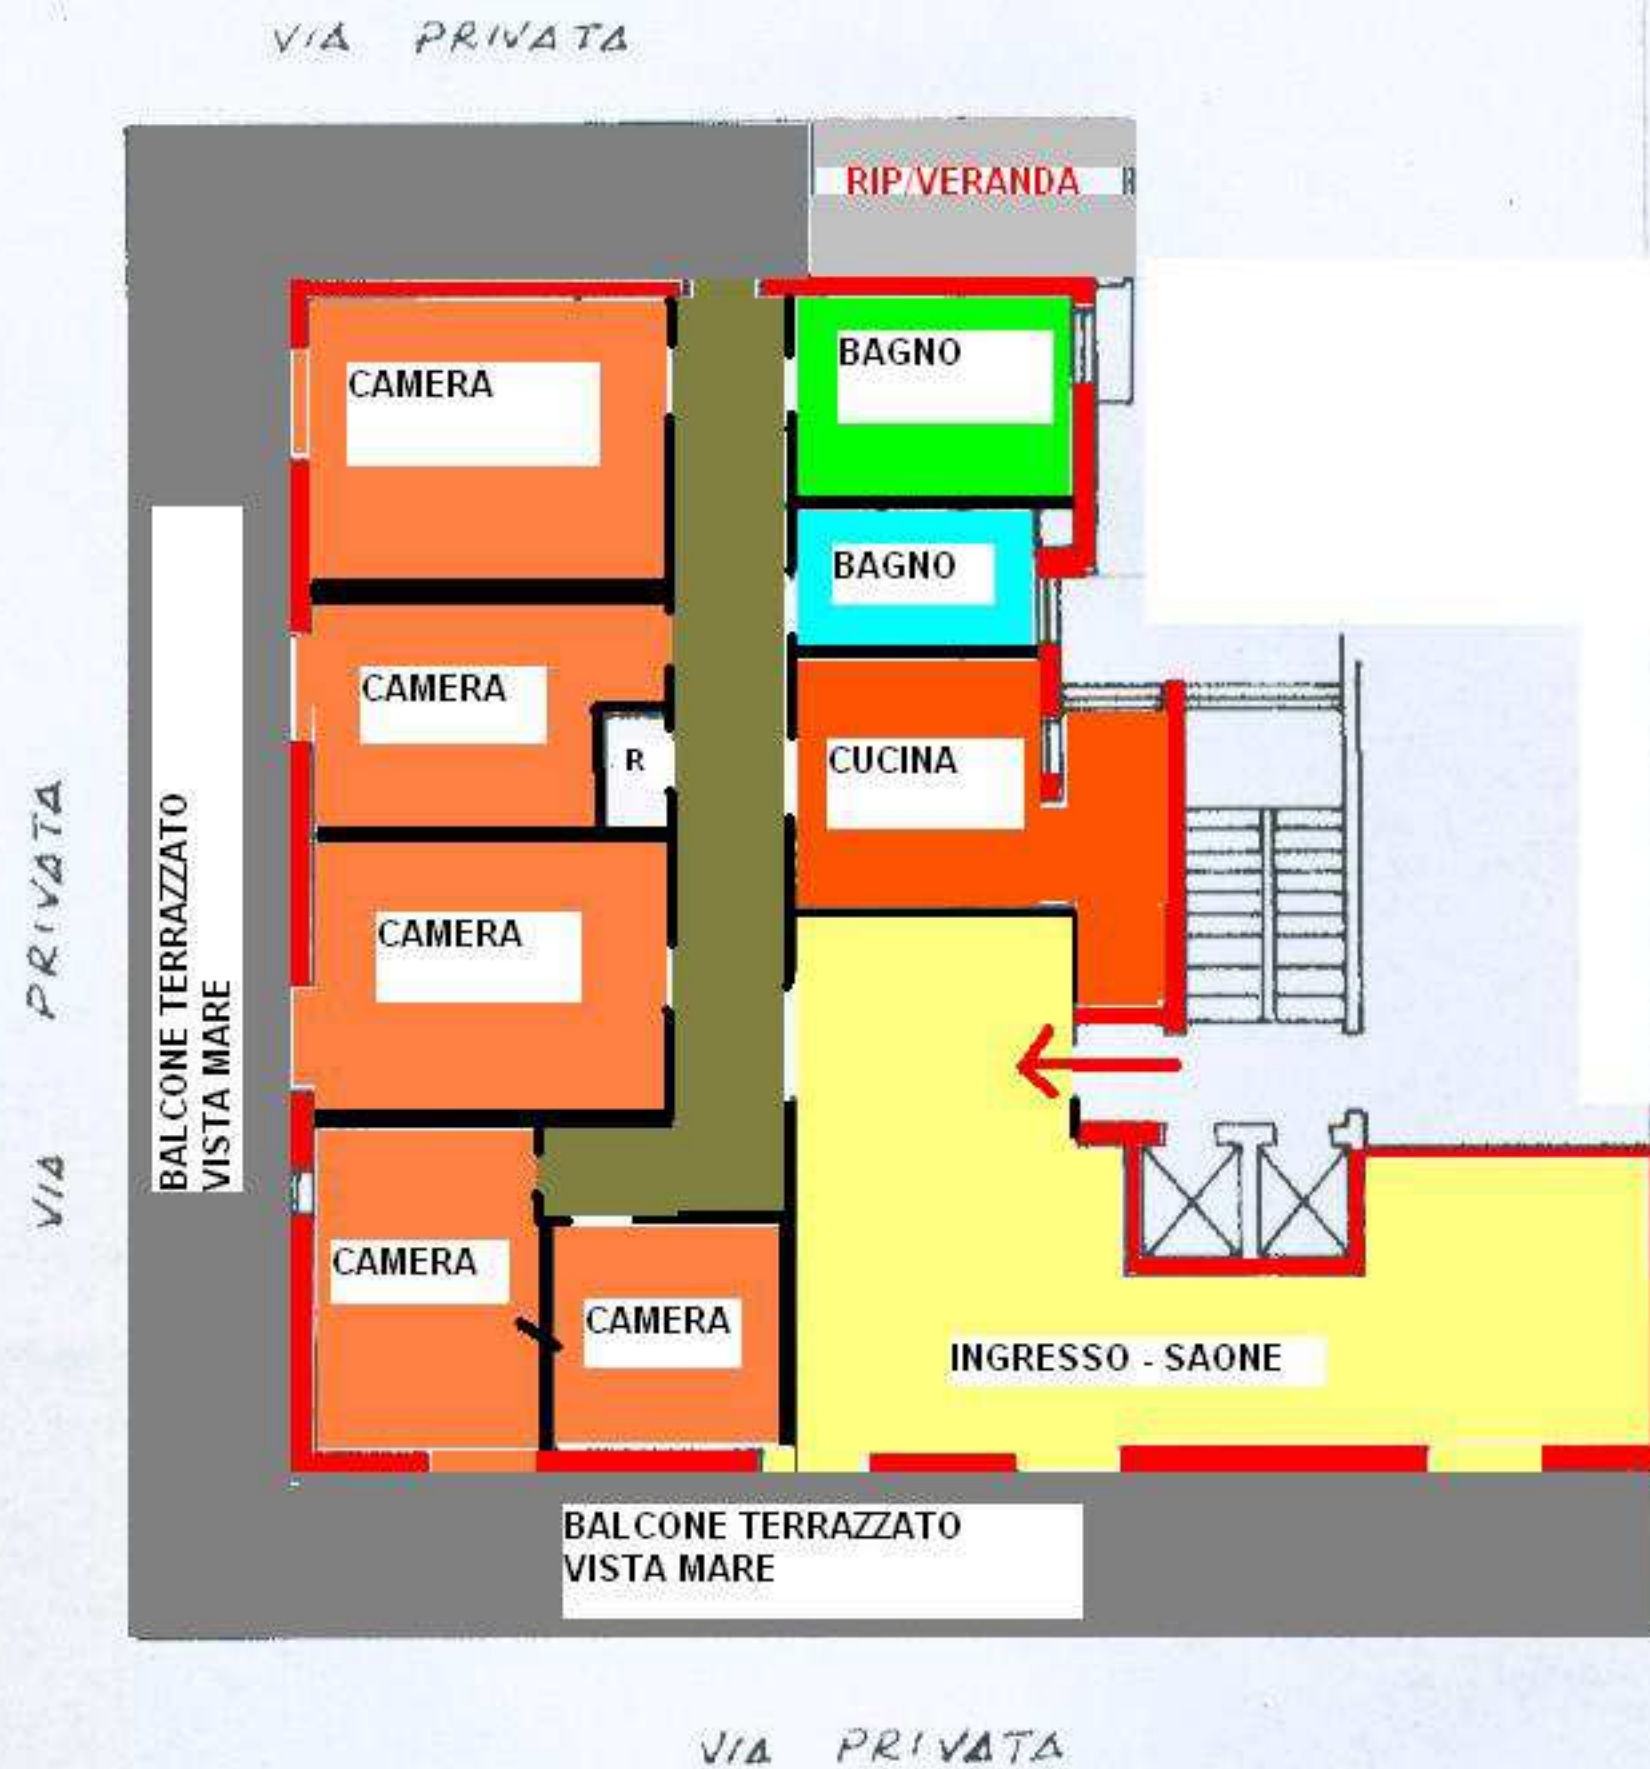 VIA PRIVATA
RIP/VERANDA
BAGNO
CAMERA
BAGNO
CAMERA
R
CUCINA
VIA PRIVATA
BALCONE TERRAZZATO
VISTA MARE
CAMERA
CAMERA
CAMERA
INGRESSO - SAONE
BALCONE TERRAZZATO
VISTA MARE
VIA PRIVATA